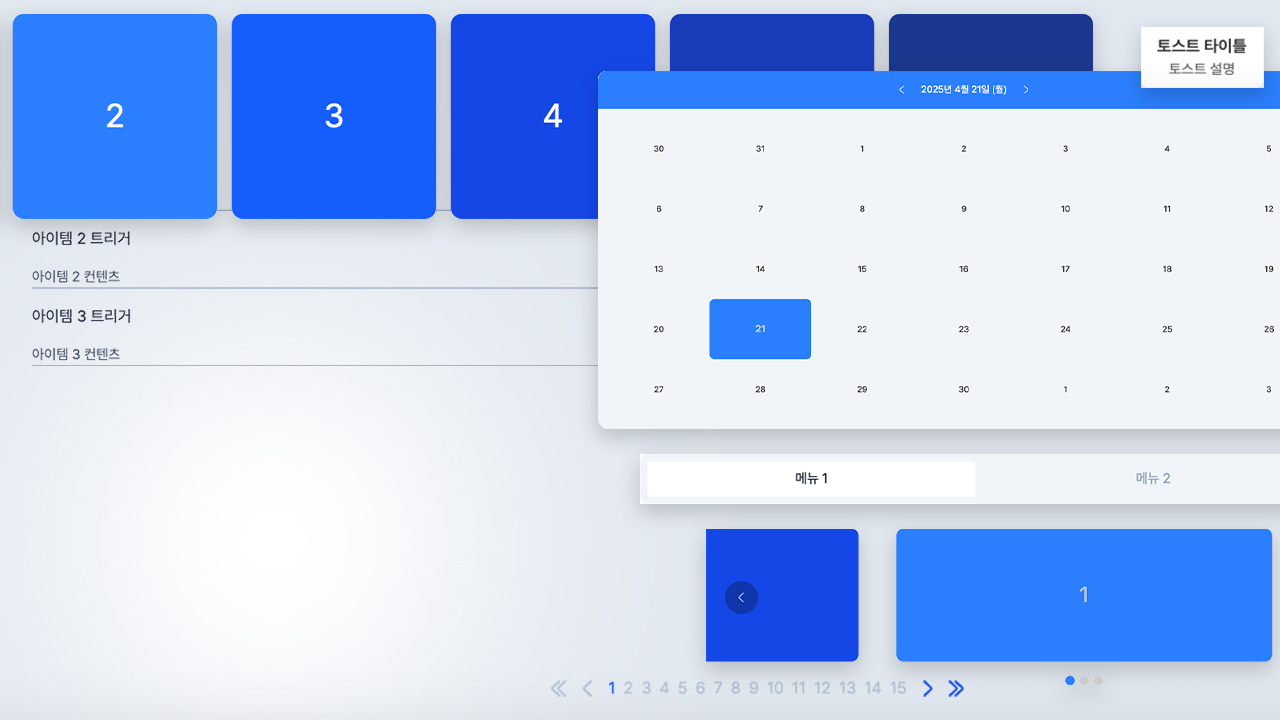 2
3
4
토스트 타이틀
토스트 설명
2025년 4월 21일 (월)
30 31 1 2 3 4 5
6 7 8 9 10 11 12
13 14 15 16 17 18 19
20 21 22 23 24 25 26
27 28 29 30 1 2 3
아이템 2 트리거
아이템 2 컨텐츠
아이템 3 트리거
아이템 3 컨텐츠
메뉴 1
메뉴 2
1
1 2 3 4 5 6 7 8 9 10 11 12 13 14 15